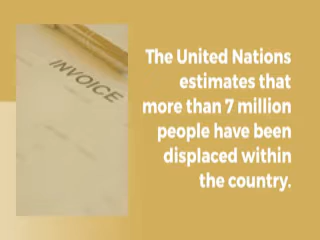 INVOICE
The United Nations
estimates that
more than 7 million
people have been
displaced within
the country.